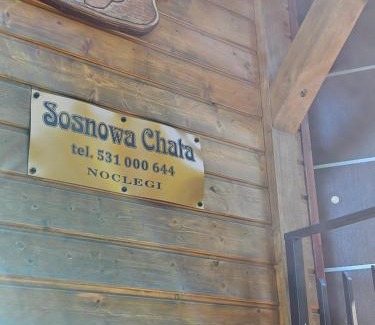 Sosnowa Chata
tel. 531 000 644
NOCLEGI